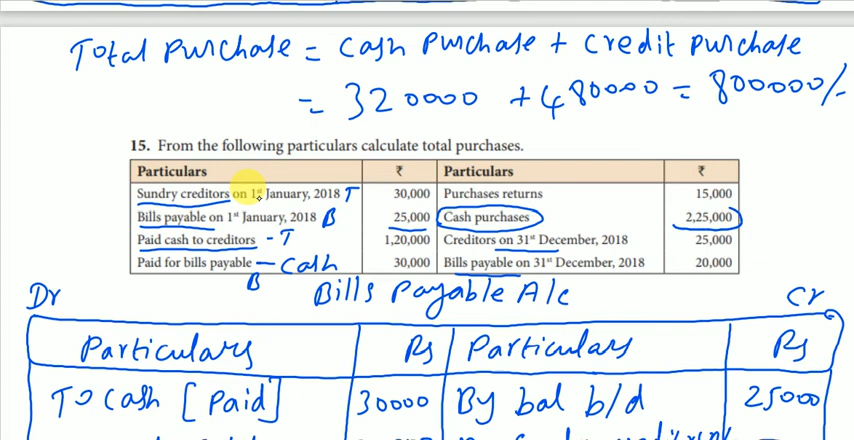 Total Purchase = Cash Purchase + Credit Purchase
= 320000 + 480000 = 800000/-
15. From the following particulars calculate total purchases.
Particulars ₹ Particulars ₹
Sundry creditors on 1st January, 2018 T 30,000 Purchases returns 15,000
Bills payable on 1st January, 2018 B 25,000 Cash purchases 2,25,000
Paid cash to creditors - T 1,20,000 Creditors on 31st December, 2018 25,000
Paid for bills payable - Cash 30,000 Bills payable on 31st December, 2018 20,000
B
Dr Bills Payable A/c Cr
Particulars Rs Particulars Rs
To Cash [Paid] 30000 By bal b/d 25000